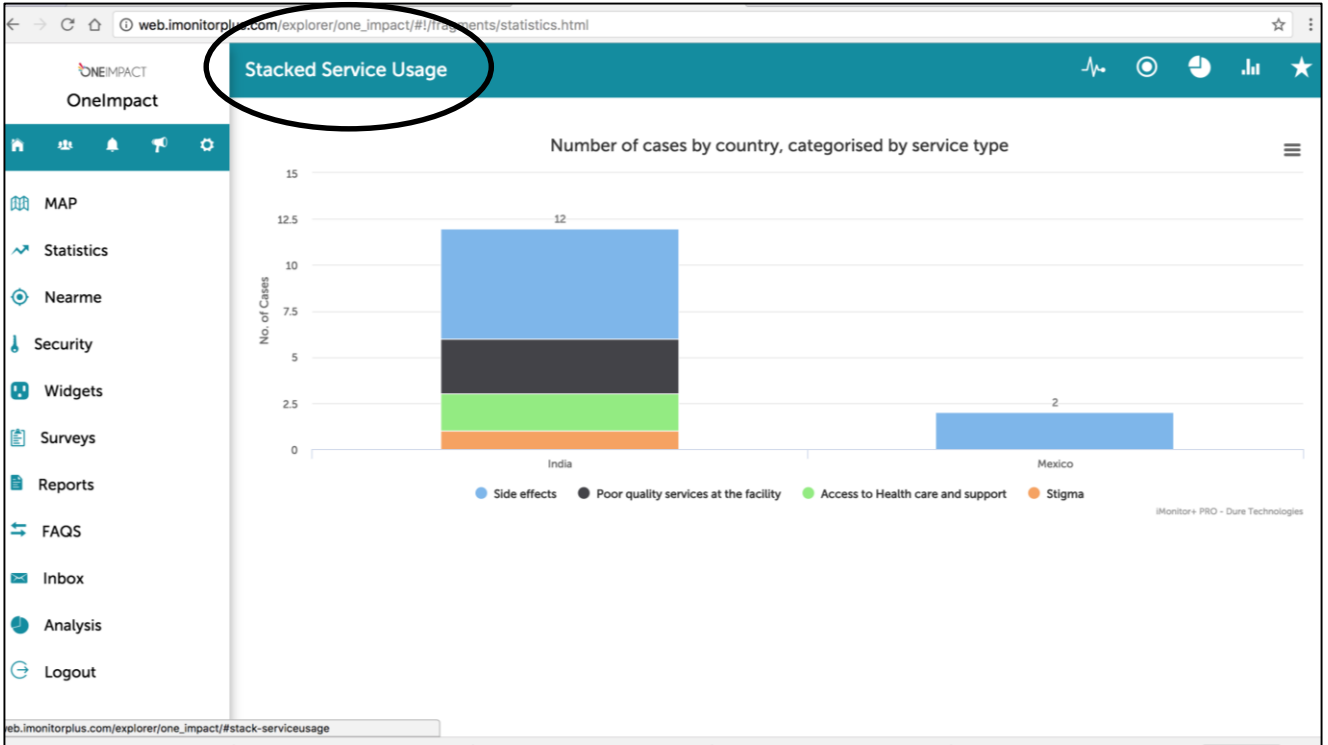 web.imonitorplus.com/explorer/one_impact/#!/fragments/statistics.html
ONEIMPACT
OneImpact
Stacked Service Usage
MAP
Statistics
Nearme
Security
Widgets
Surveys
Reports
FAQS
Inbox
Analysis
Logout
Number of cases by country, categorised by service type
No. of Cases
15
12.5
10
7.5
5
2.5
0
12
2
India
Mexico
Side effects
Poor quality services at the facility
Access to Health care and support
Stigma
iMonitor+ PRO - Dure Technologies
web.imonitorplus.com/explorer/one_impact/#stack-serviceusage